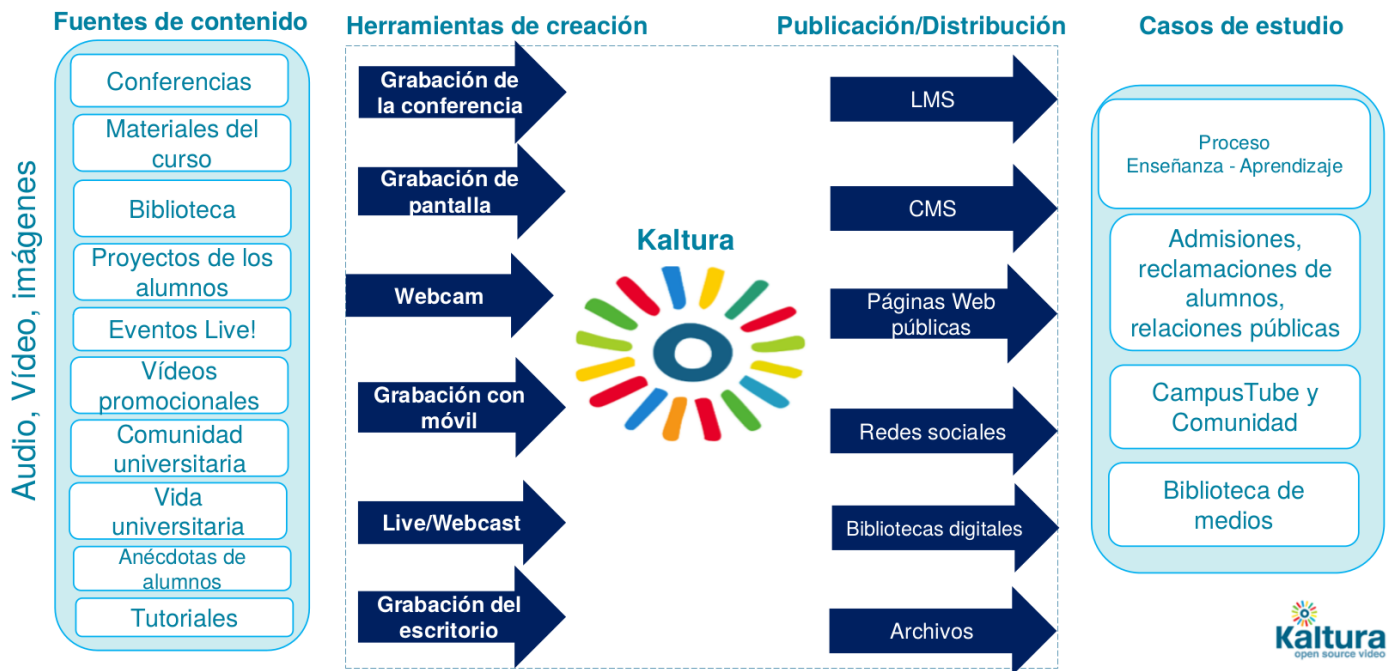 Fuentes de contenido
Herramientas de creación
Publicación/Distribución
Casos de estudio
Audio, Vídeo, imágenes
Conferencias
Materiales del
curso
Biblioteca
Proyectos de los
alumnos
Eventos Live!
Vídeos
promocionales
Comunidad
universitaria
Vida
universitaria
Anécdotas de
alumnos
Tutoriales
Grabación de
la conferencia
Grabación de
pantalla
Webcam
Grabación con
móvil
Live/Webcast
Grabación del
escritorio
Kaltura
LMS
CMS
Páginas Web
públicas
Redes sociales
Bibliotecas digitales
Archivos
Proceso
Enseñanza - Aprendizaje
Admisiones,
reclamaciones de
alumnos,
relaciones públicas
CampusTube y
Comunidad
Biblioteca de
medios
Kaltura
open source video